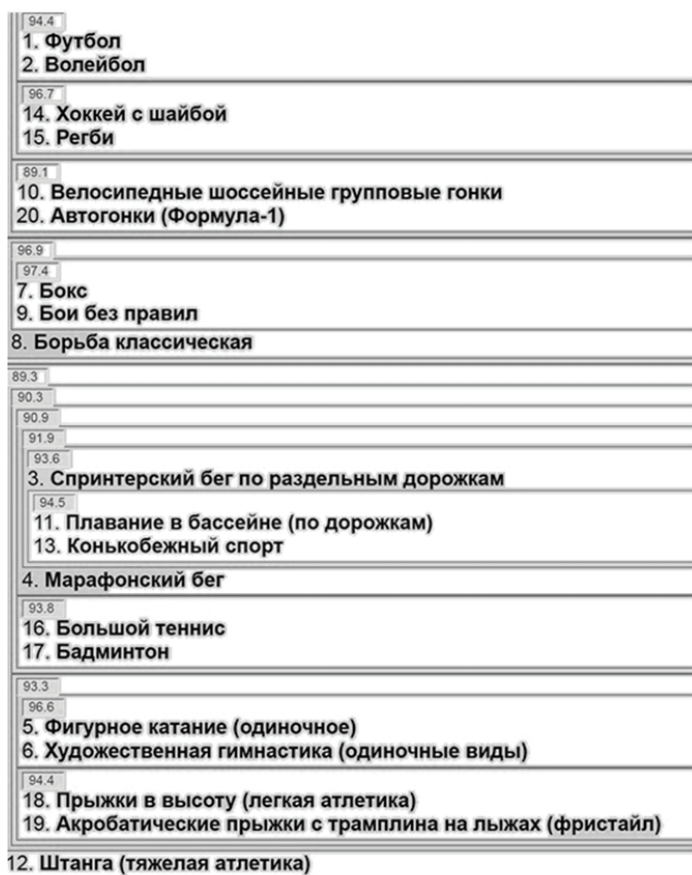 94.4
1. Футбол
2. Волейбол
96.7
14. Хоккей с шайбой
15. Регби
89.1
10. Велосипедные шоссейные групповые гонки
20. Автогонки (Формула-1)
96.9
97.4
7. Бокс
9. Бои без правил
8. Борьба классическая
89.3
90.3
90.9
91.9
93.6
3. Спринтерский бег по раздельным дорожкам
94.5
11. Плавание в бассейне (по дорожкам)
13. Конькобежный спорт
4. Марафонский бег
93.8
16. Большой теннис
17. Бадминтон
93.3
96.6
5. Фигурное катание (одиночное)
6. Художественная гимнастика (одиночные виды)
94.4
18. Прыжки в высоту (легкая атлетика)
19. Акробатические прыжки с трамплина на лыжах (фристайл)
12. Штанга (тяжелая атлетика)